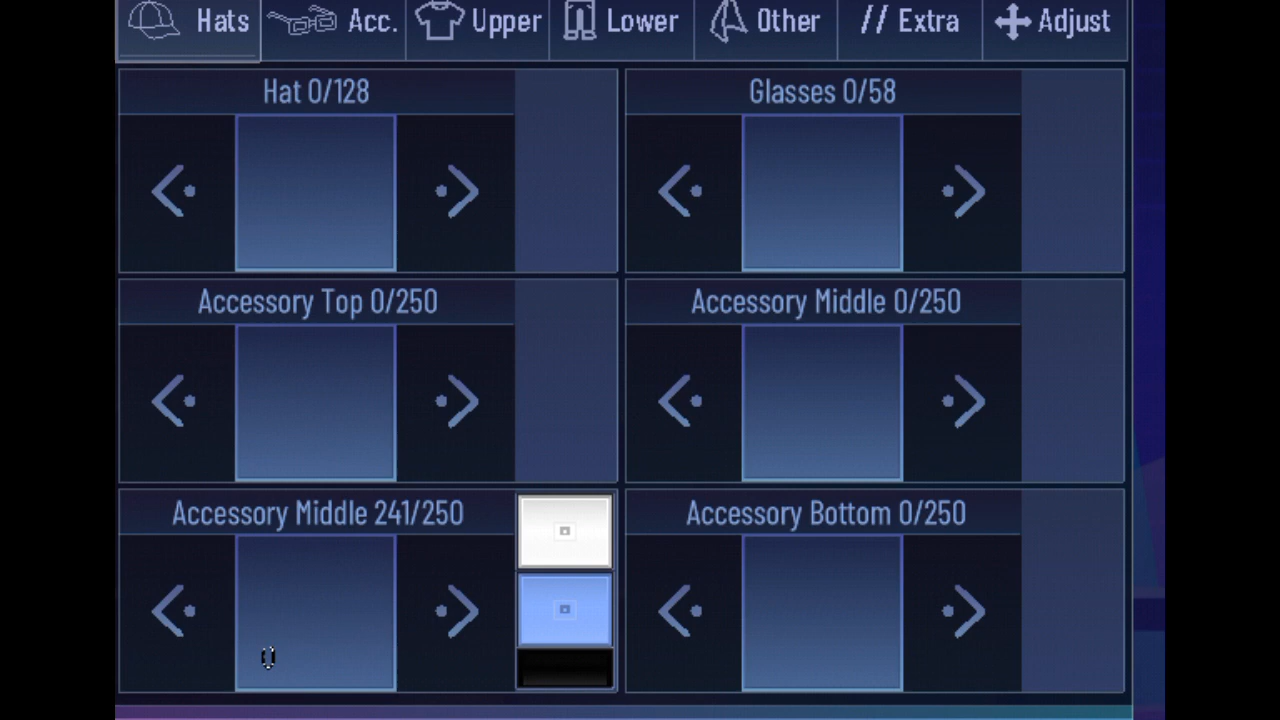 Hats Acc. Upper Lower Other // Extra Adjust
Hat 0/128 Glasses 0/58
Accessory Top 0/250 Accessory Middle 0/250
Accessory Middle 241/250 Accessory Bottom 0/250